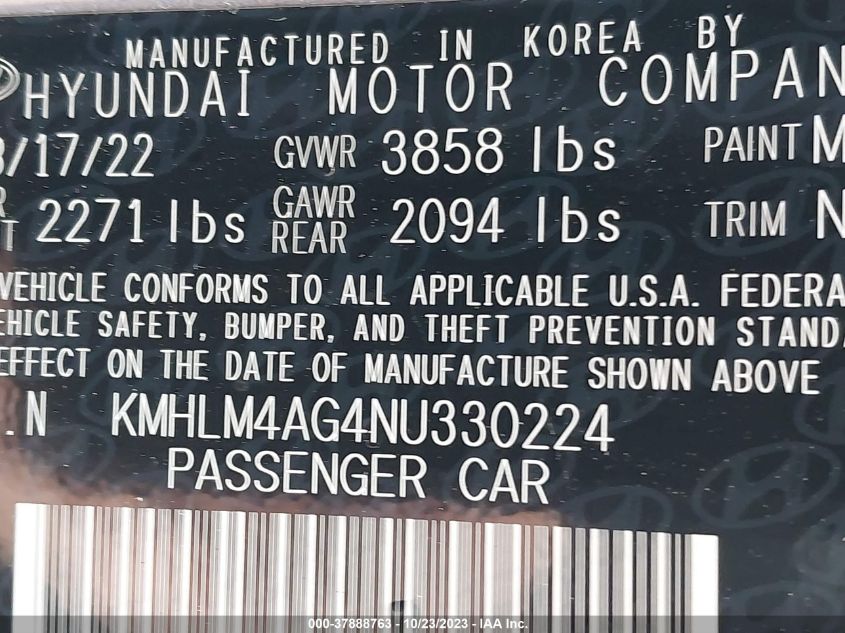 MANUFACTURED IN KOREA BY
HYUNDAI MOTOR COMPAN
/17/22 GVWR 3858 lbs PAINT M
R T 2271 lbs GAWR REAR 2094 lbs TRIM N
VEHICLE CONFORMS TO ALL APPLICABLE U.S.A. FEDERA
EHICLE SAFETY, BUMPER, AND THEFT PREVENTION STANDA
EFFECT ON THE DATE OF MANUFACTURE SHOWN ABOVE
.N KMHLM4AG4NU330224
PASSENGER CAR
000-37888763 - 10/23/2023 - IAA Inc.